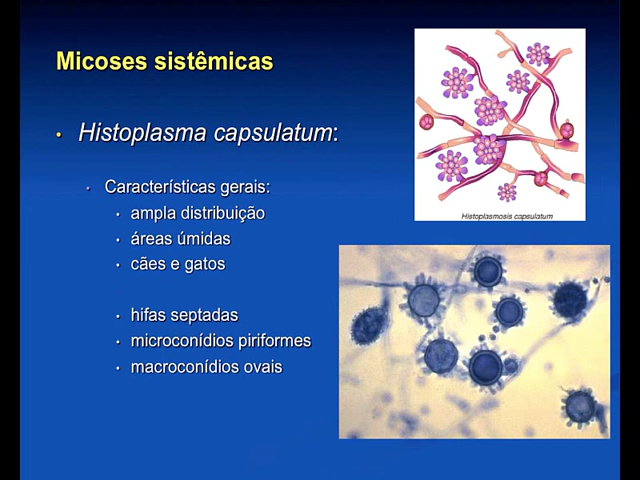 Micoses sistêmicas
• Histoplasma capsulatum:
• Características gerais:
• ampla distribuição
• áreas úmidas
• cães e gatos
• hifas septadas
• microconídios piriformes
• macroconídios ovais
Histoplasmosis capsulatum